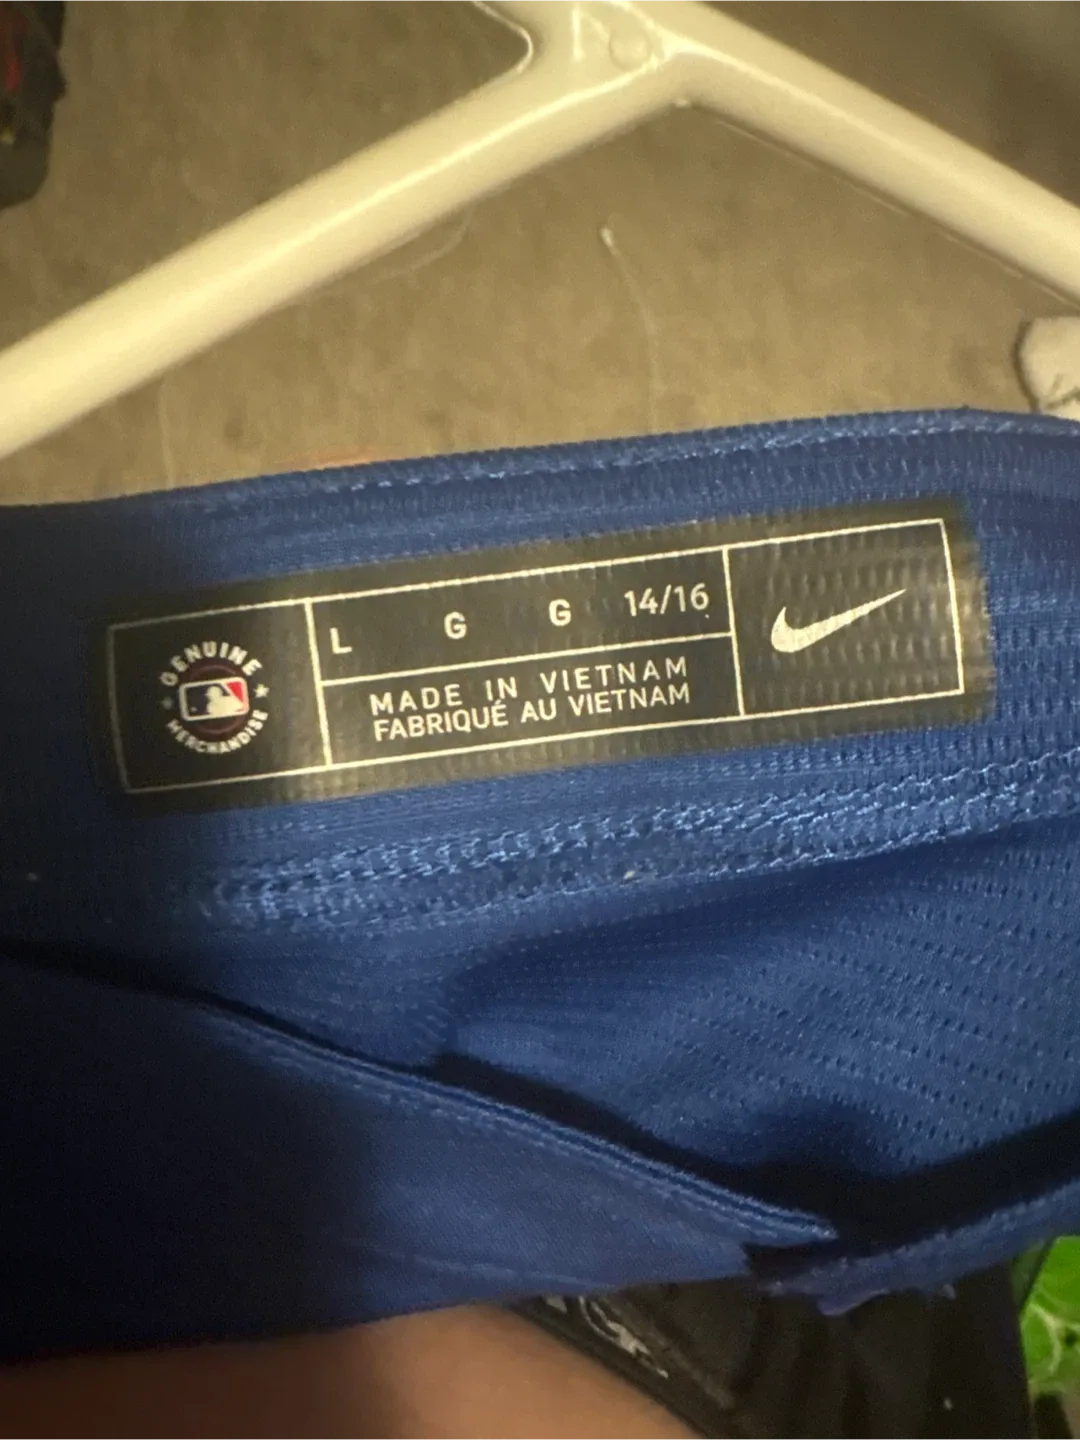 GENUINE
MERCHANDISE
L G G 14/16
MADE IN VIETNAM
FABRIQUÉ AU VIETNAM